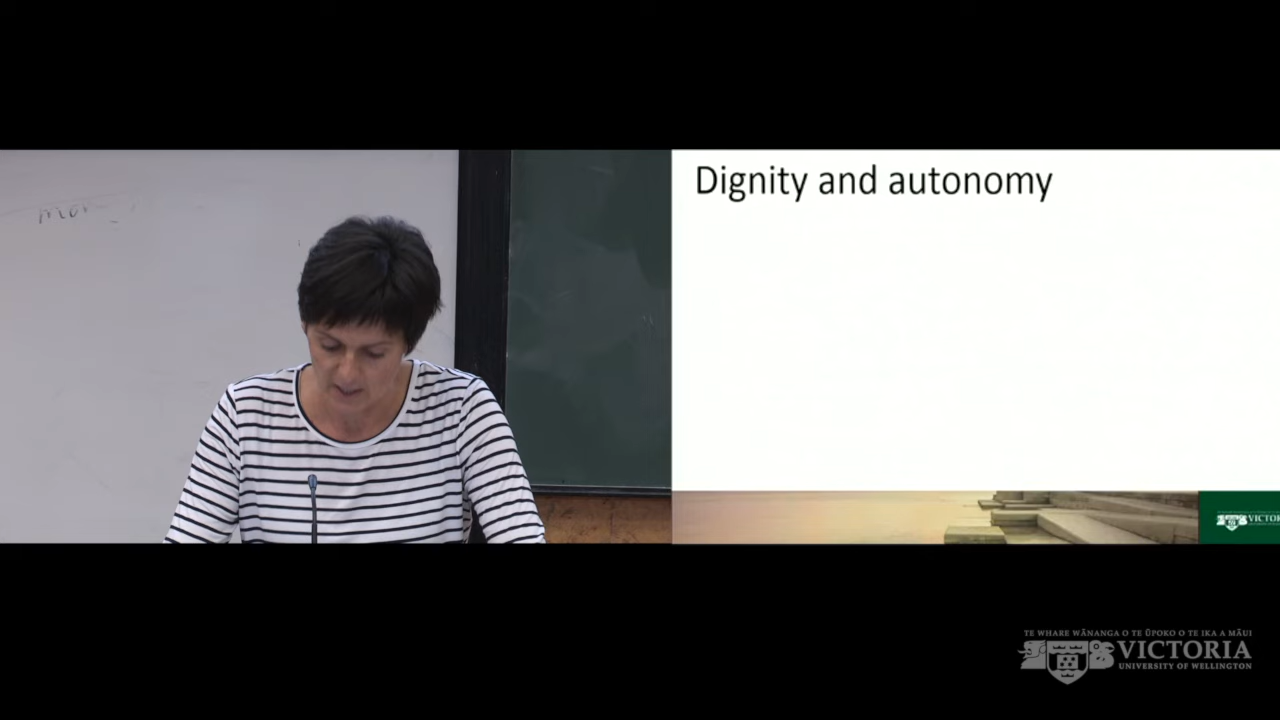 Dignity and autonomy
TE WHARE WĀNANGA O TE ŪPOKO O TE IKA A MĀUI
VICTORIA
UNIVERSITY OF WELLINGTON